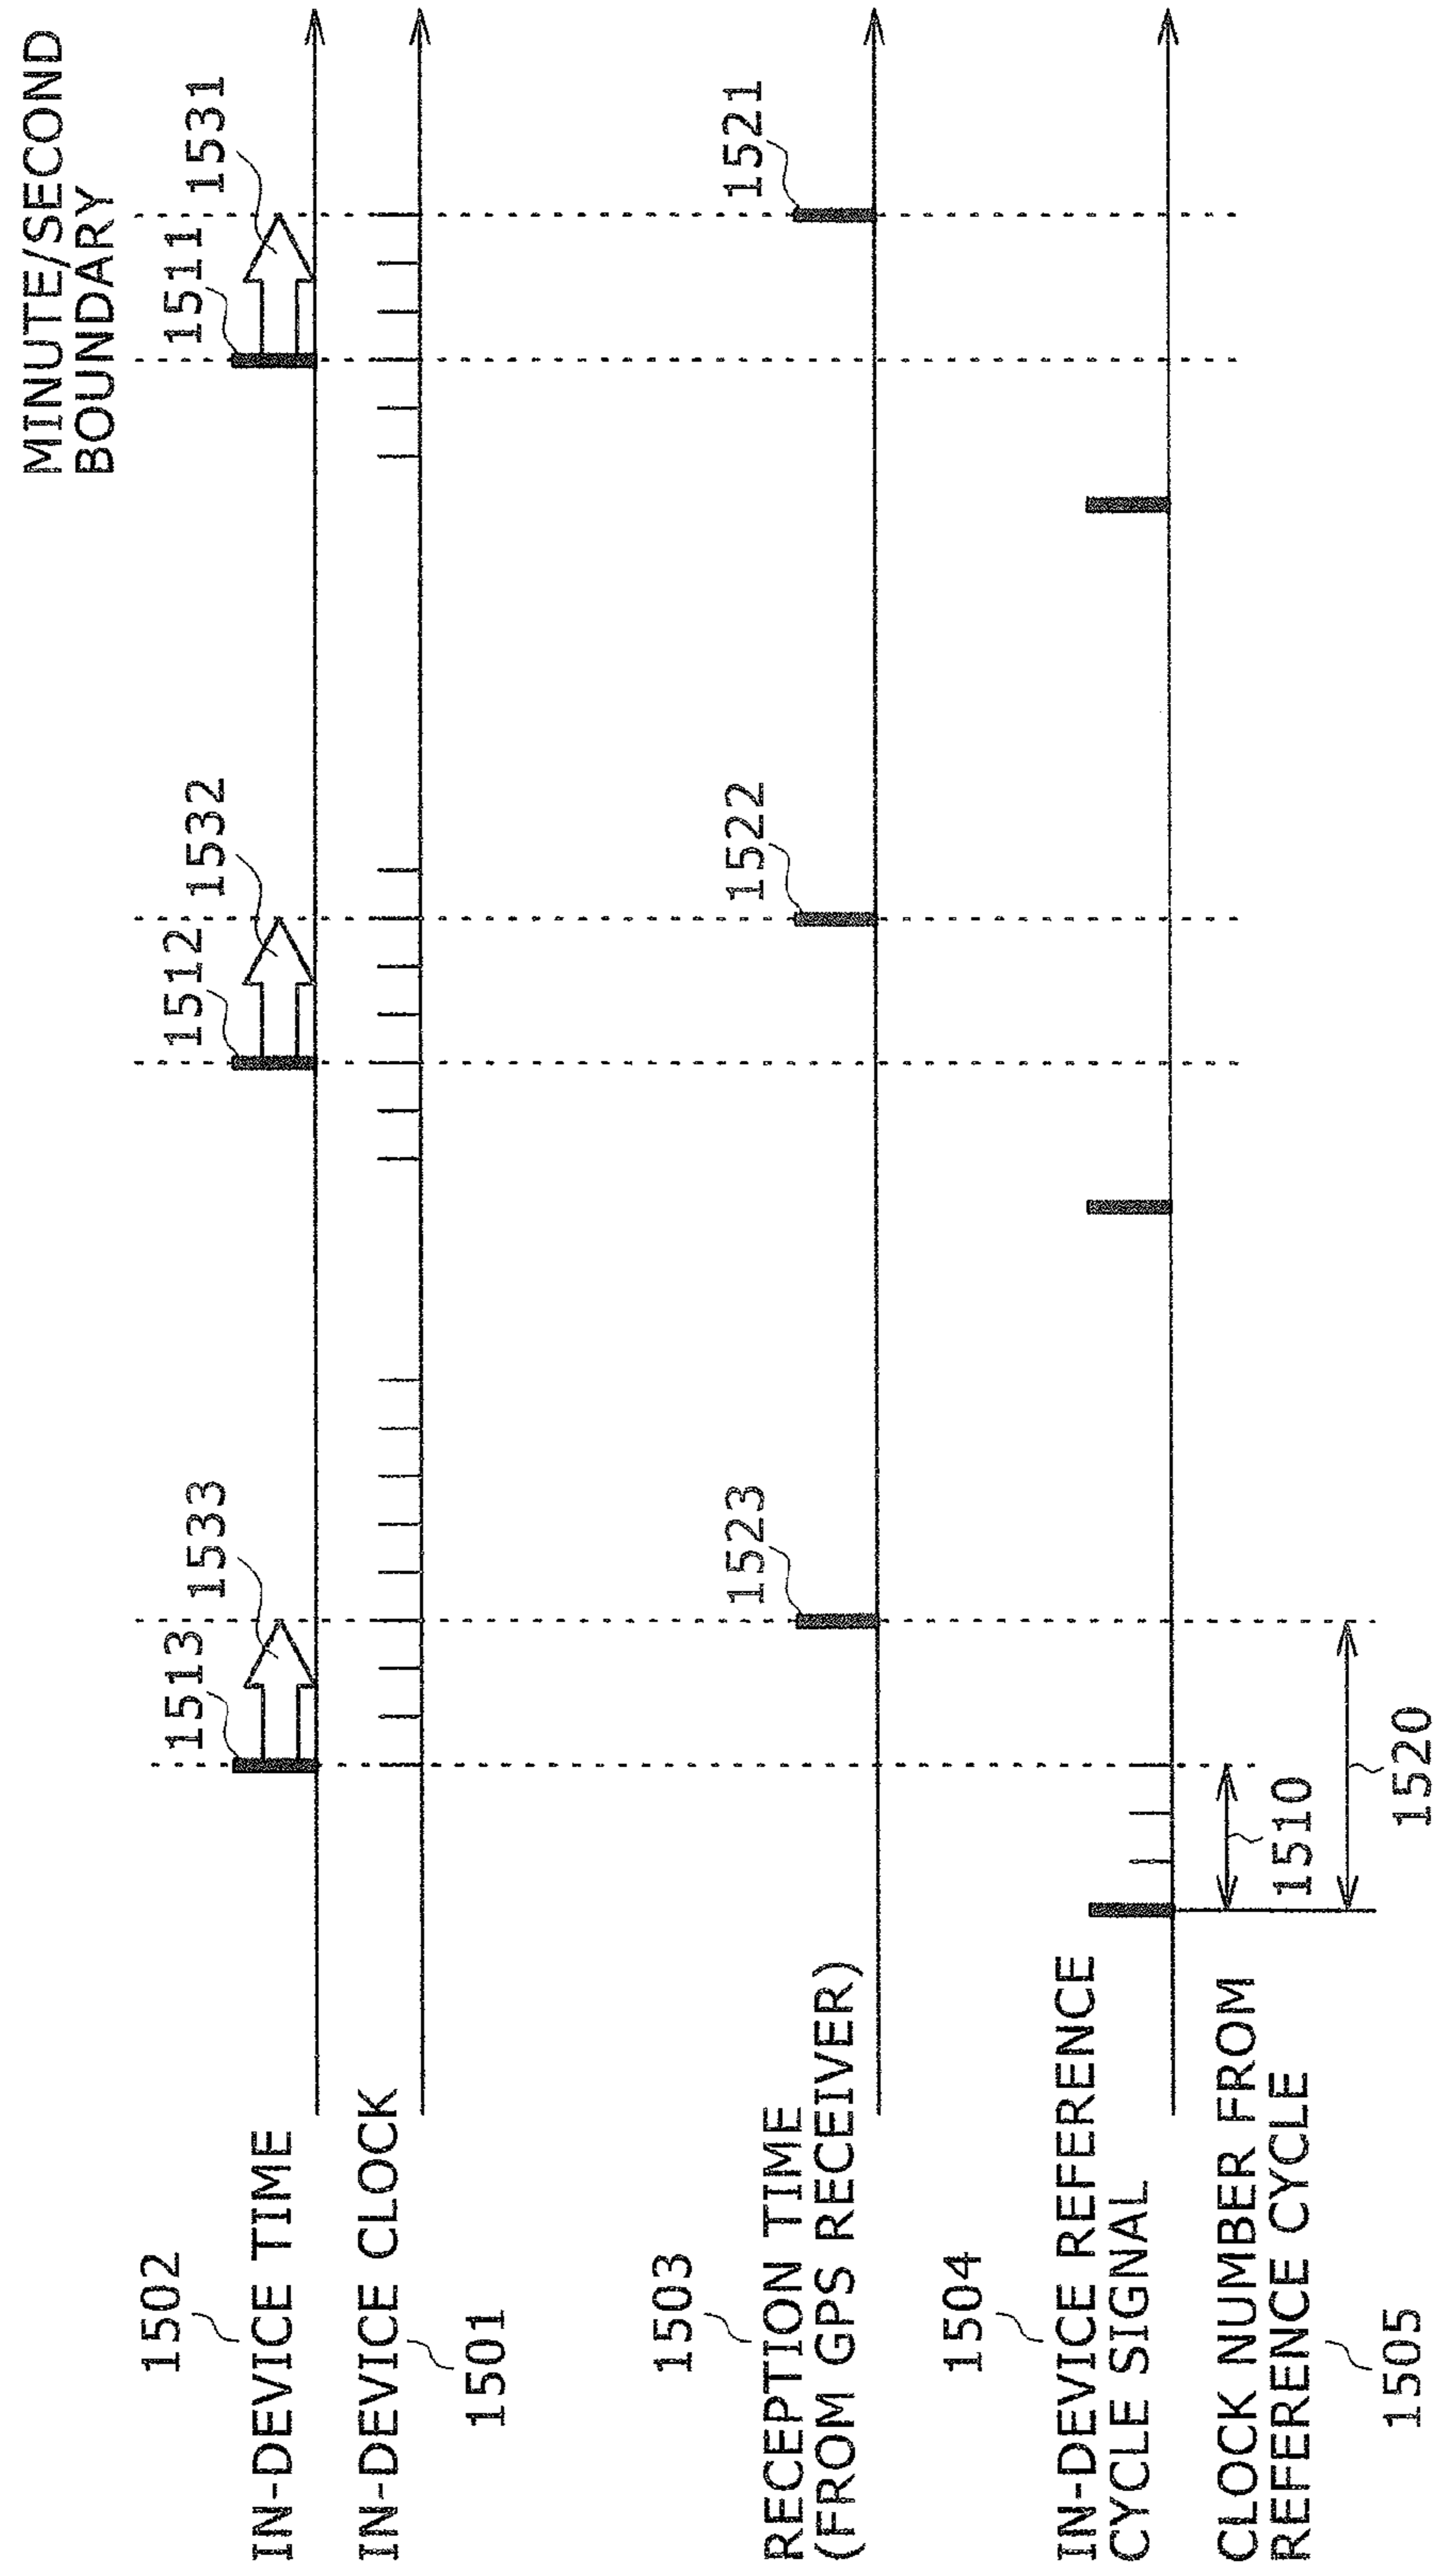 MINUTE/SECOND
BOUNDARY
1502
IN-DEVICE TIME
1513
1533
1512
1532
1511
1531
IN-DEVICE CLOCK
1501
1503
RECEPTION TIME
(FROM GPS RECEIVER)
1523
1522
1521
1504
IN-DEVICE REFERENCE
CYCLE SIGNAL
CLOCK NUMBER FROM
REFERENCE CYCLE
1505
1510
1520